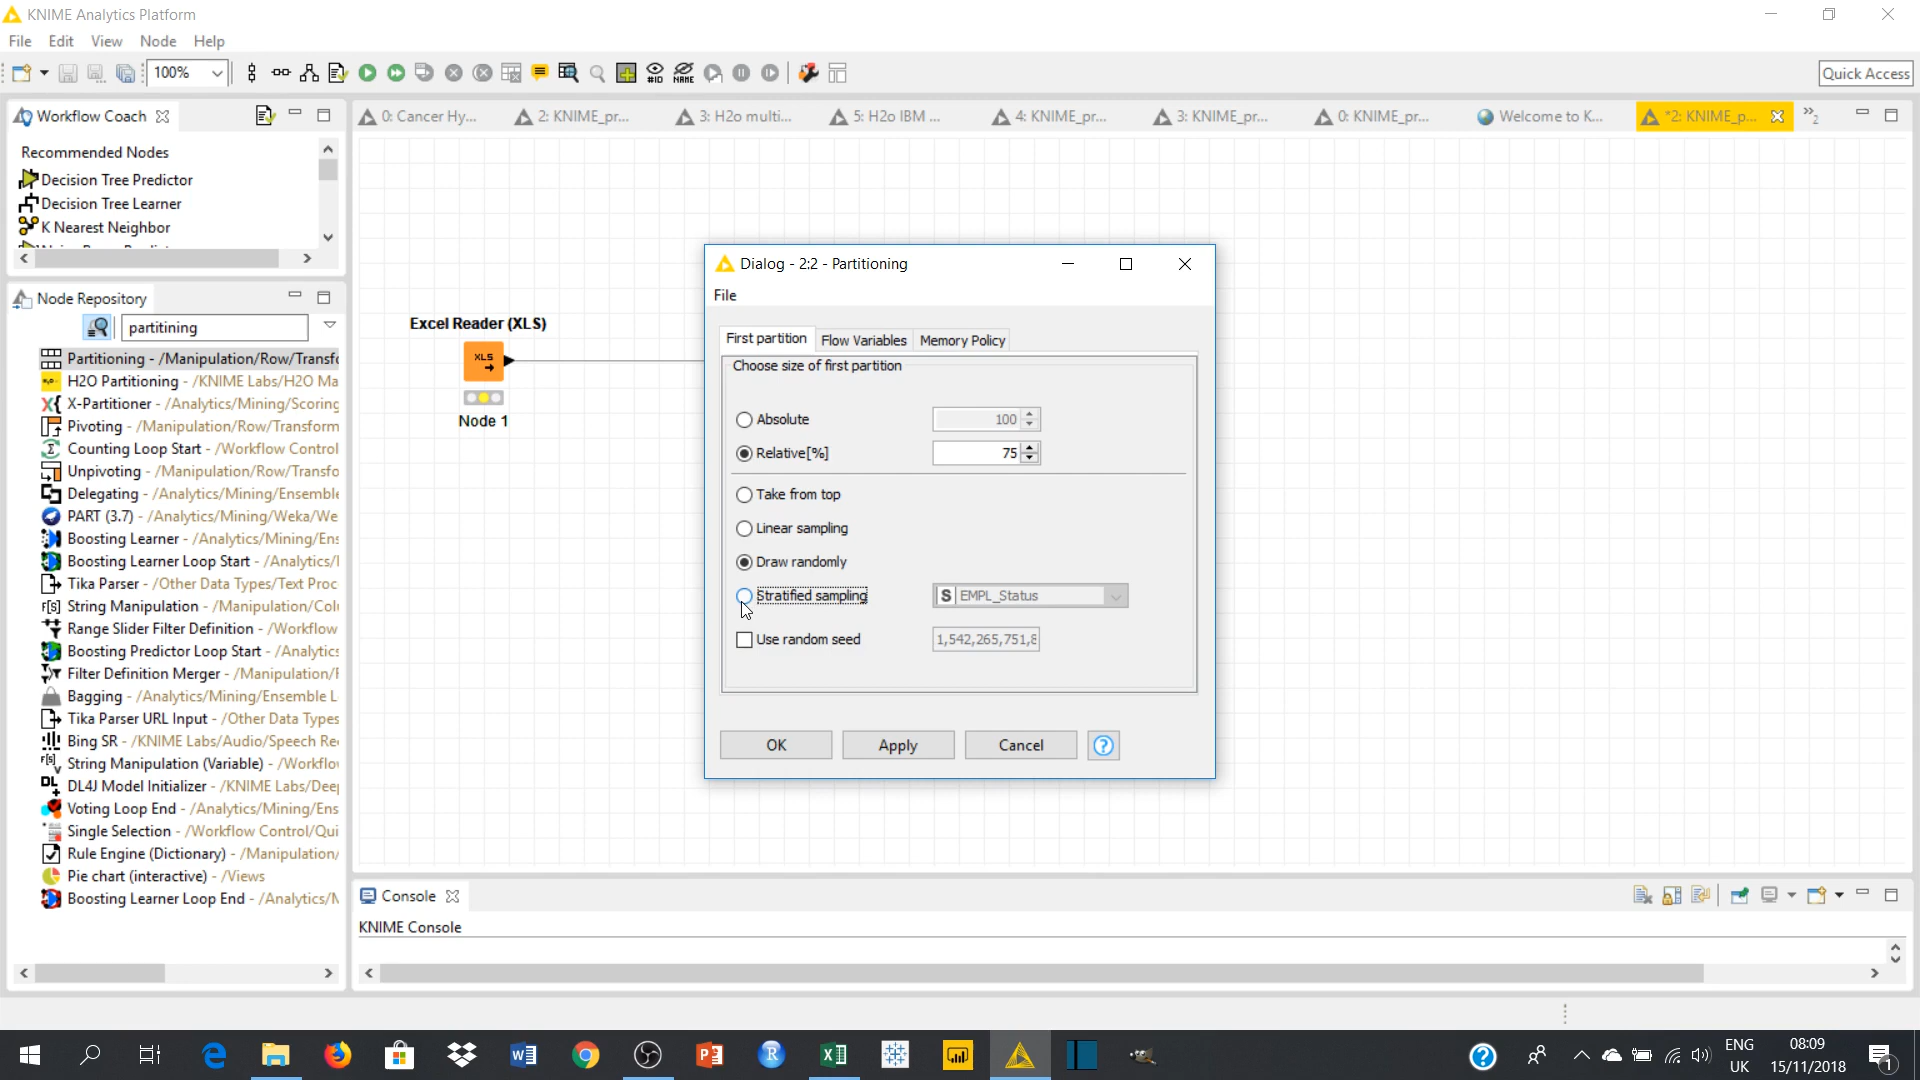 KNIME Analytics Platform
File Edit View Node Help
100%
#ID
NAME
Quick Access
Workflow Coach
Recommended Nodes
Decision Tree Predictor
Decision Tree Learner
K Nearest Neighbor
Node Repository
partitining
Partitioning - /Manipulation/Row/Transfo
H2O Partitioning - /KNIME Labs/H2O Ma
X-Partitioner - /Analytics/Mining/Scoring
Pivoting - /Manipulation/Row/Transform
Counting Loop Start - /Workflow Control
Unpivoting - /Manipulation/Row/Transfo
Delegating - /Analytics/Mining/Ensemble
PART (3.7) - /Analytics/Mining/Weka/We
Boosting Learner - /Analytics/Mining/Ens
Boosting Learner Loop Start - /Analytics/I
Tika Parser - /Other Data Types/Text Proc
String Manipulation - /Manipulation/Colu
Range Slider Filter Definition - /Workflow
Boosting Predictor Loop Start - /Analytics
Filter Definition Merger - /Manipulation/F
Bagging - /Analytics/Mining/Ensemble L
Tika Parser URL Input - /Other Data Types
Bing SR - /KNIME Labs/Audio/Speech Re
String Manipulation (Variable) - /Workflov
DL4J Model Initializer - /KNIME Labs/Deep
Voting Loop End - /Analytics/Mining/Ens
Single Selection - /Workflow Control/Qui
Rule Engine (Dictionary) - /Manipulation/
Pie chart (interactive) - /Views
Boosting Learner Loop End - /Analytics/N
0: Cancer Hy... 2: KNIME_pr... 3: H2o multi... 5: H2o IBM ... 4: KNIME_pr... 3: KNIME_pr... 0: KNIME_pr... Welcome to K... *2: KNIME_p... 2
Excel Reader (XLS)
XLS
Node 1
Dialog - 2:2 - Partitioning
File
First partition Flow Variables Memory Policy
Choose size of first partition
Absolute 100
Relative[%] 75
Take from top
Linear sampling
Draw randomly
Stratified sampling S EMPL_Status
Use random seed 1,542,265,751,8
OK Apply Cancel ?
Console
KNIME Console
ENG
UK
08:09
15/11/2018
1